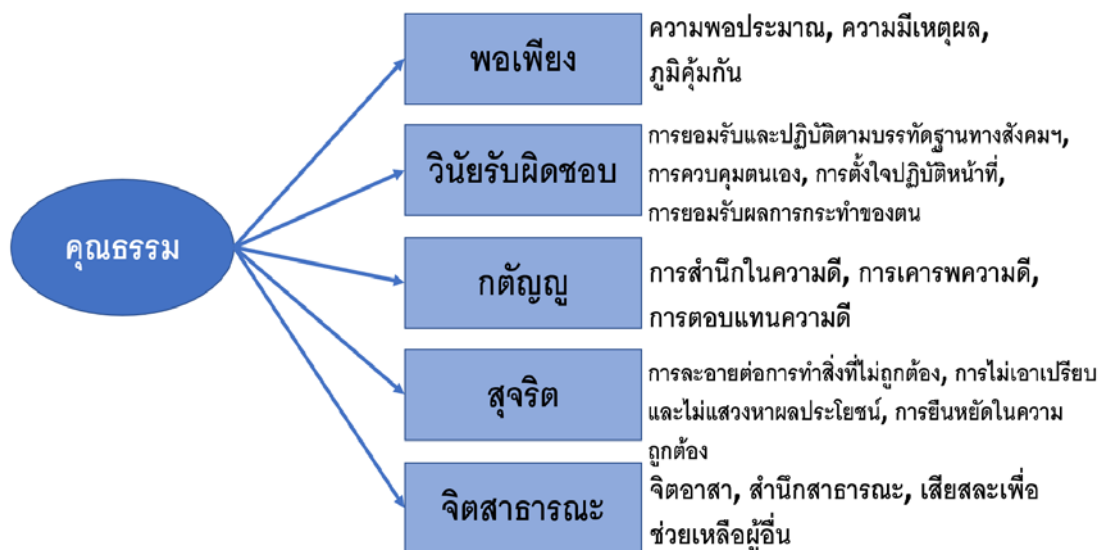 คุณธรรม
พอเพียง
ความพอประมาณ, ความมีเหตุผล,
ภูมิคุ้มกัน
วินัยรับผิดชอบ
การยอมรับและปฏิบัติตามบรรทัดฐานทางสังคมฯ,
การควบคุมตนเอง, การตั้งใจปฏิบัติหน้าที่,
การยอมรับผลการกระทำของตน
กตัญญู
การสำนึกในความดี, การเคารพความดี,
การตอบแทนความดี
สุจริต
การละอายต่อการทำสิ่งที่ไม่ถูกต้อง, การไม่เอาเปรียบ
และไม่แสวงหาผลประโยชน์, การยืนหยัดในความ
ถูกต้อง
จิตสาธารณะ
จิตอาสา, สำนึกสาธารณะ, เสียสละเพื่อ
ช่วยเหลือผู้อื่น